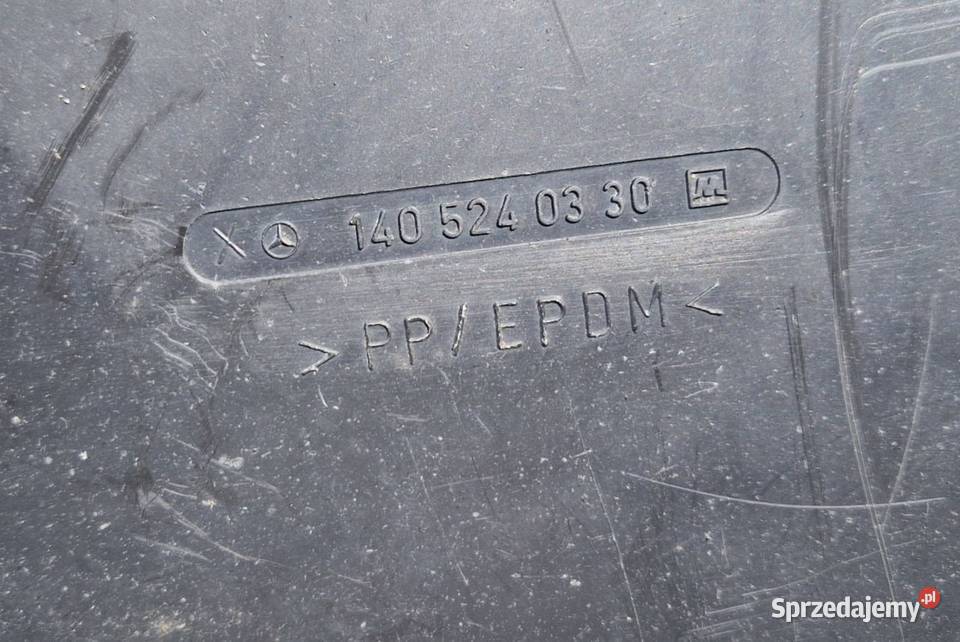 X 140 524 03 30
>PP/EPDM<
Sprzedajemy.pl